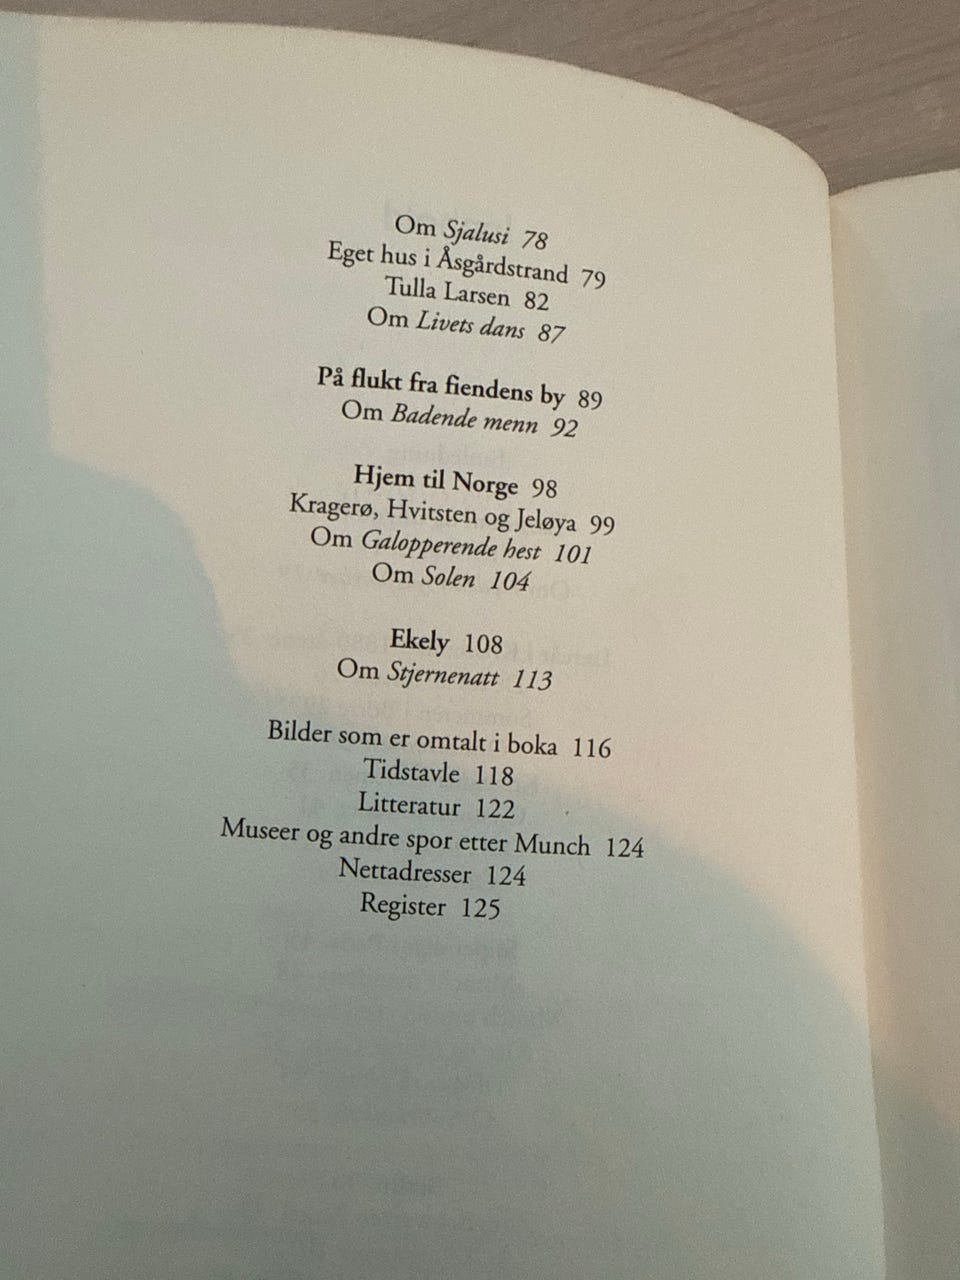 Om Sjalusi 78
Eget hus i Åsgårdstrand 79
Tulla Larsen 82
Om Livets dans 87
På flukt fra fiendens by 89
Om Badende menn 92
Hjem til Norge 98
Kragerø, Hvitsten og Jeløya 99
Om Galopperende hest 101
Om Solen 104
Ekely 108
Om Stjernenatt 113
Bilder som er omtalt i boka 116
Tidstavle 118
Litteratur 122
Museer og andre spor etter Munch 124
Nettadresser 124
Register 125